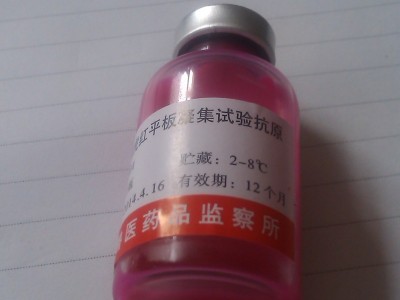 红平板凝集试验抗原
贮藏：2-8℃
14.4.16 有效期：12个月
医药品监察所